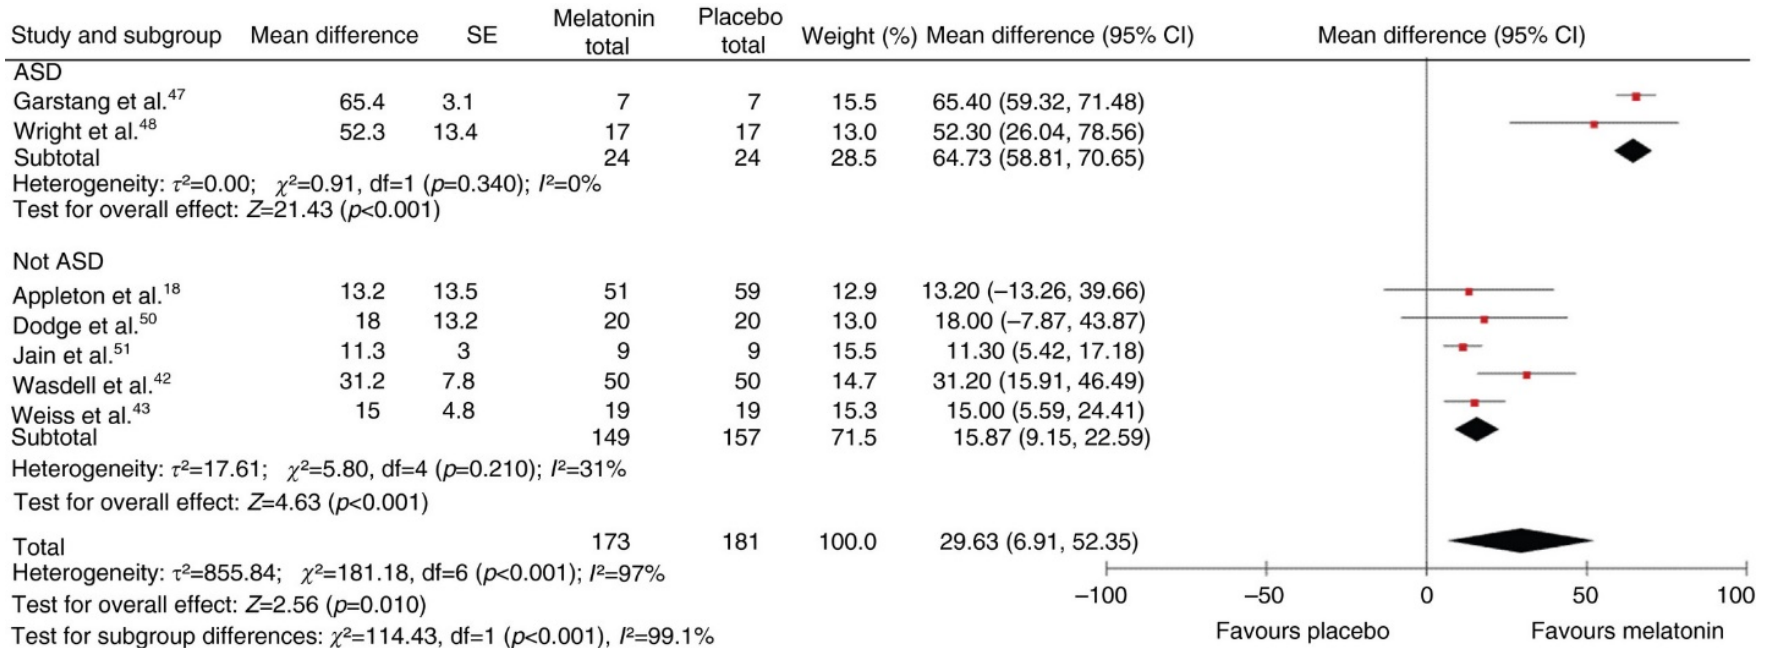 Study and subgroup Mean difference SE Melatonin total Placebo total Weight (%) Mean difference (95% CI) Mean difference (95% CI)
ASD
Garstang et al.47 65.4 3.1 7 7 15.5 65.40 (59.32, 71.48)
Wright et al.48 52.3 13.4 17 17 13.0 52.30 (26.04, 78.56)
Subtotal 24 24 28.5 64.73 (58.81, 70.65)
Heterogeneity: τ²=0.00; χ²=0.91, df=1 (p=0.340); I²=0%
Test for overall effect: Z=21.43 (p<0.001)
Not ASD
Appleton et al.18 13.2 13.5 51 59 12.9 13.20 (–13.26, 39.66)
Dodge et al.50 18 13.2 20 20 13.0 18.00 (–7.87, 43.87)
Jain et al.51 11.3 3 9 9 15.5 11.30 (5.42, 17.18)
Wasdell et al.42 31.2 7.8 50 50 14.7 31.20 (15.91, 46.49)
Weiss et al.43 15 4.8 19 19 15.3 15.00 (5.59, 24.41)
Subtotal 149 157 71.5 15.87 (9.15, 22.59)
Heterogeneity: τ²=17.61; χ²=5.80, df=4 (p=0.210); I²=31%
Test for overall effect: Z=4.63 (p<0.001)
Total 173 181 100.0 29.63 (6.91, 52.35)
Heterogeneity: τ²=855.84; χ²=181.18, df=6 (p<0.001); I²=97%
Test for overall effect: Z=2.56 (p=0.010)
Test for subgroup differences: χ²=114.43, df=1 (p<0.001), I²=99.1%
–100 –50 0 50 100
Favours placebo Favours melatonin